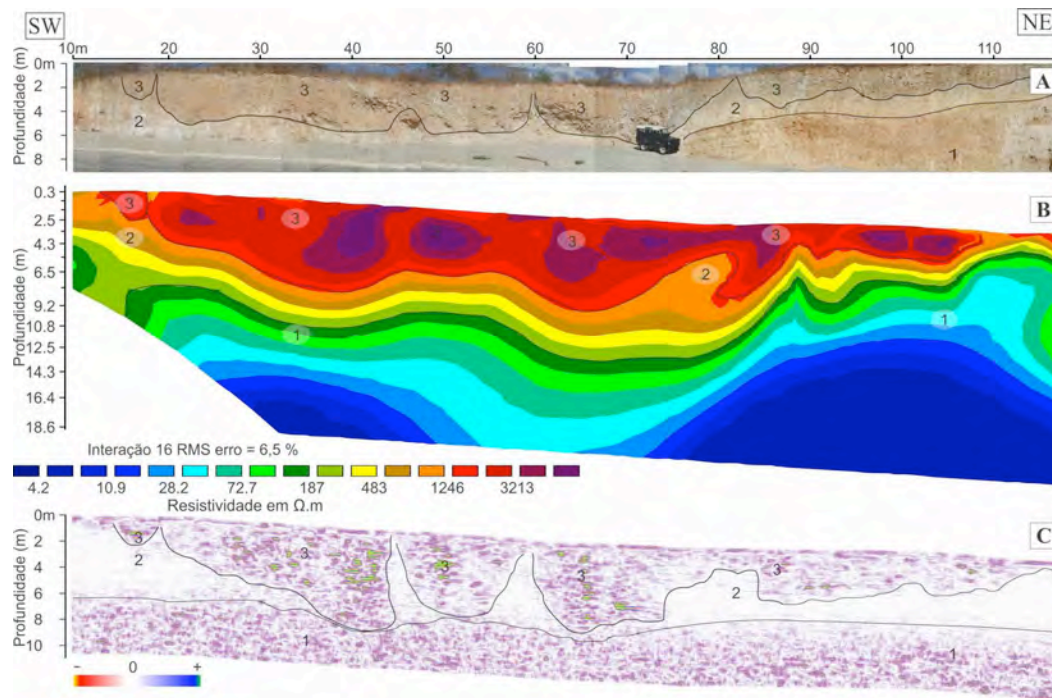 SW NE
10m 20 30 40 50 60 70 80 90 100 110
Profundidade (m)
0m
2
4
6
8
A
3 3 3 3 3
2 2
1
Profundidade (m)
0.3
2.5
4.3
6.5
9.2
10.8
12.5
14.3
16.4
18.6
B
3 3 3 3
2 2
1 1
Interação 16 RMS erro = 6,5 %
4.2 10.9 28.2 72.7 187 483 1246 3213
Resistividade em Ω.m
Profundidade (m)
0m
2
4
6
8
10
C
3 3 3 3 3
2 2
1 1
- 0 +